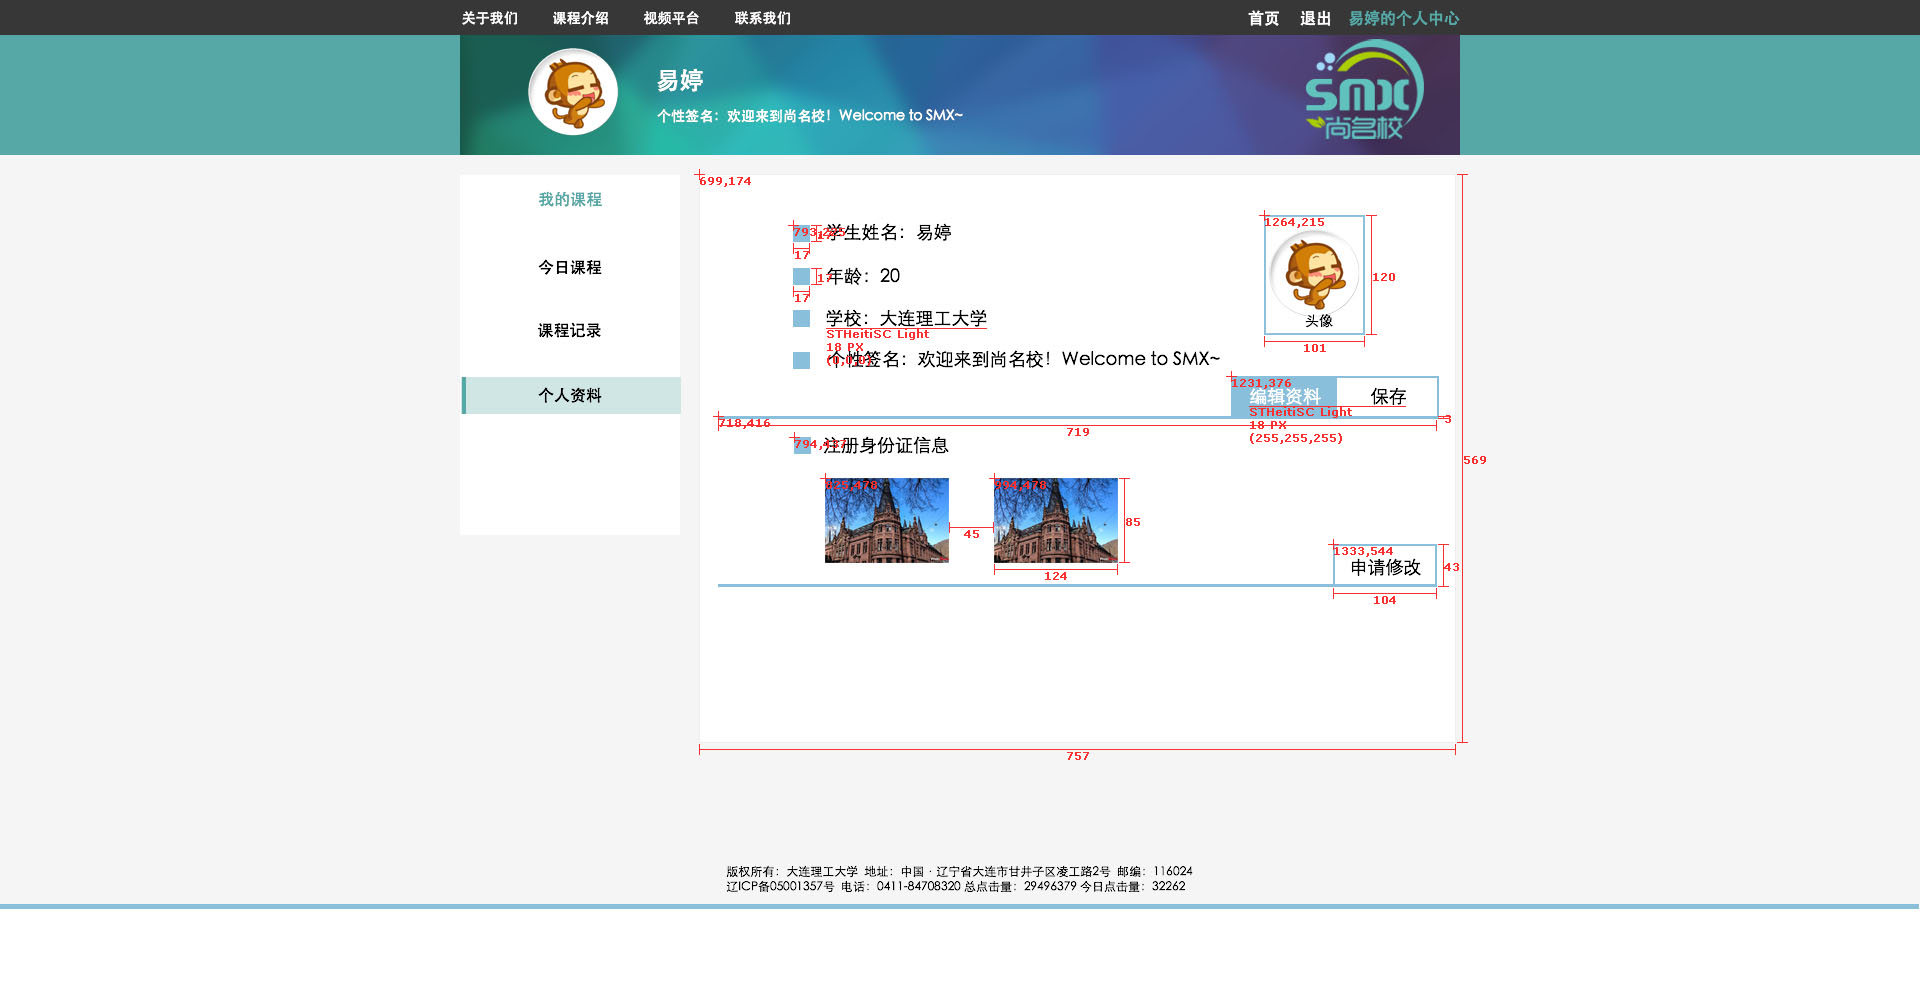 关于我们 课程介绍 视频平台 联系我们 首页 退出 易婷的个人中心
易婷
个性签名：欢迎来到尚名校！Welcome to SMX~
SMX
尚名校
699,174
我的课程
今日课程
课程记录
个人资料
793,225
17
学生姓名：易婷
17
17
年龄：20
17
学校：大连理工大学
STHeitiSC Light
18 PX
(0,0,0)
个性签名：欢迎来到尚名校！Welcome to SMX~
1264,215
头像
120
101
1231,376
编辑资料 保存
STHeitiSC Light
18 PX
(255,255,255)
3
718,416
719
794,437
注册身份证信息
569
825,478
994,478
45
85
124
1333,544
申请修改
43
104
757
版权所有：大连理工大学 地址：中国·辽宁省大连市甘井子区凌工路2号 邮编：116024
辽ICP备05001357号 电话：0411-84708320 总点击量：29496379 今日点击量：32262